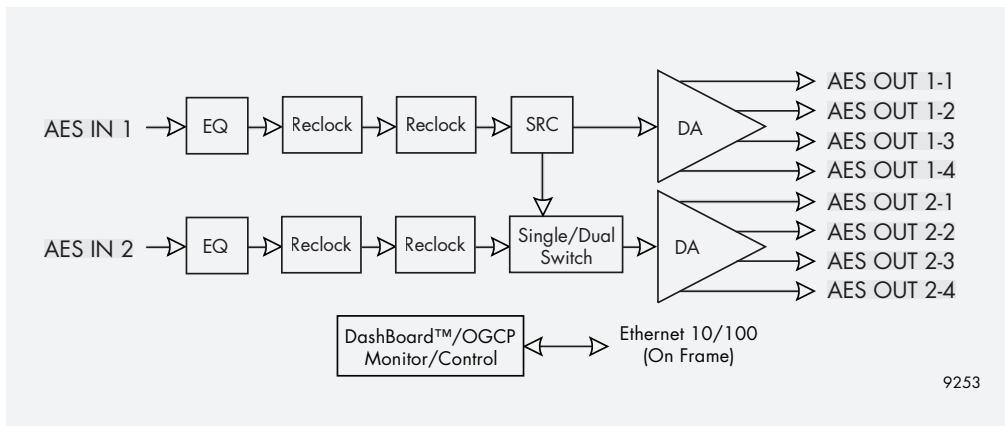 AES IN 1
EQ
Reclock
Reclock
SRC
DA
AES OUT 1-1
AES OUT 1-2
AES OUT 1-3
AES OUT 1-4
AES IN 2
EQ
Reclock
Reclock
Single/Dual
Switch
DA
AES OUT 2-1
AES OUT 2-2
AES OUT 2-3
AES OUT 2-4
DashBoard™/OGCP
Monitor/Control
Ethernet 10/100
(On Frame)
9253